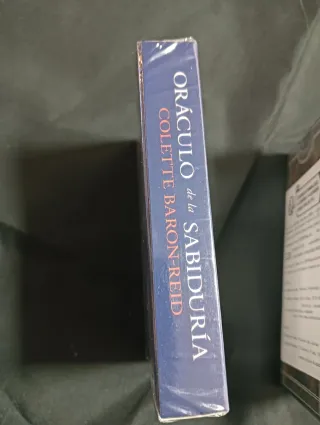 ORÁCULO de la SABIDURÍA
COLETTE BARON-REID